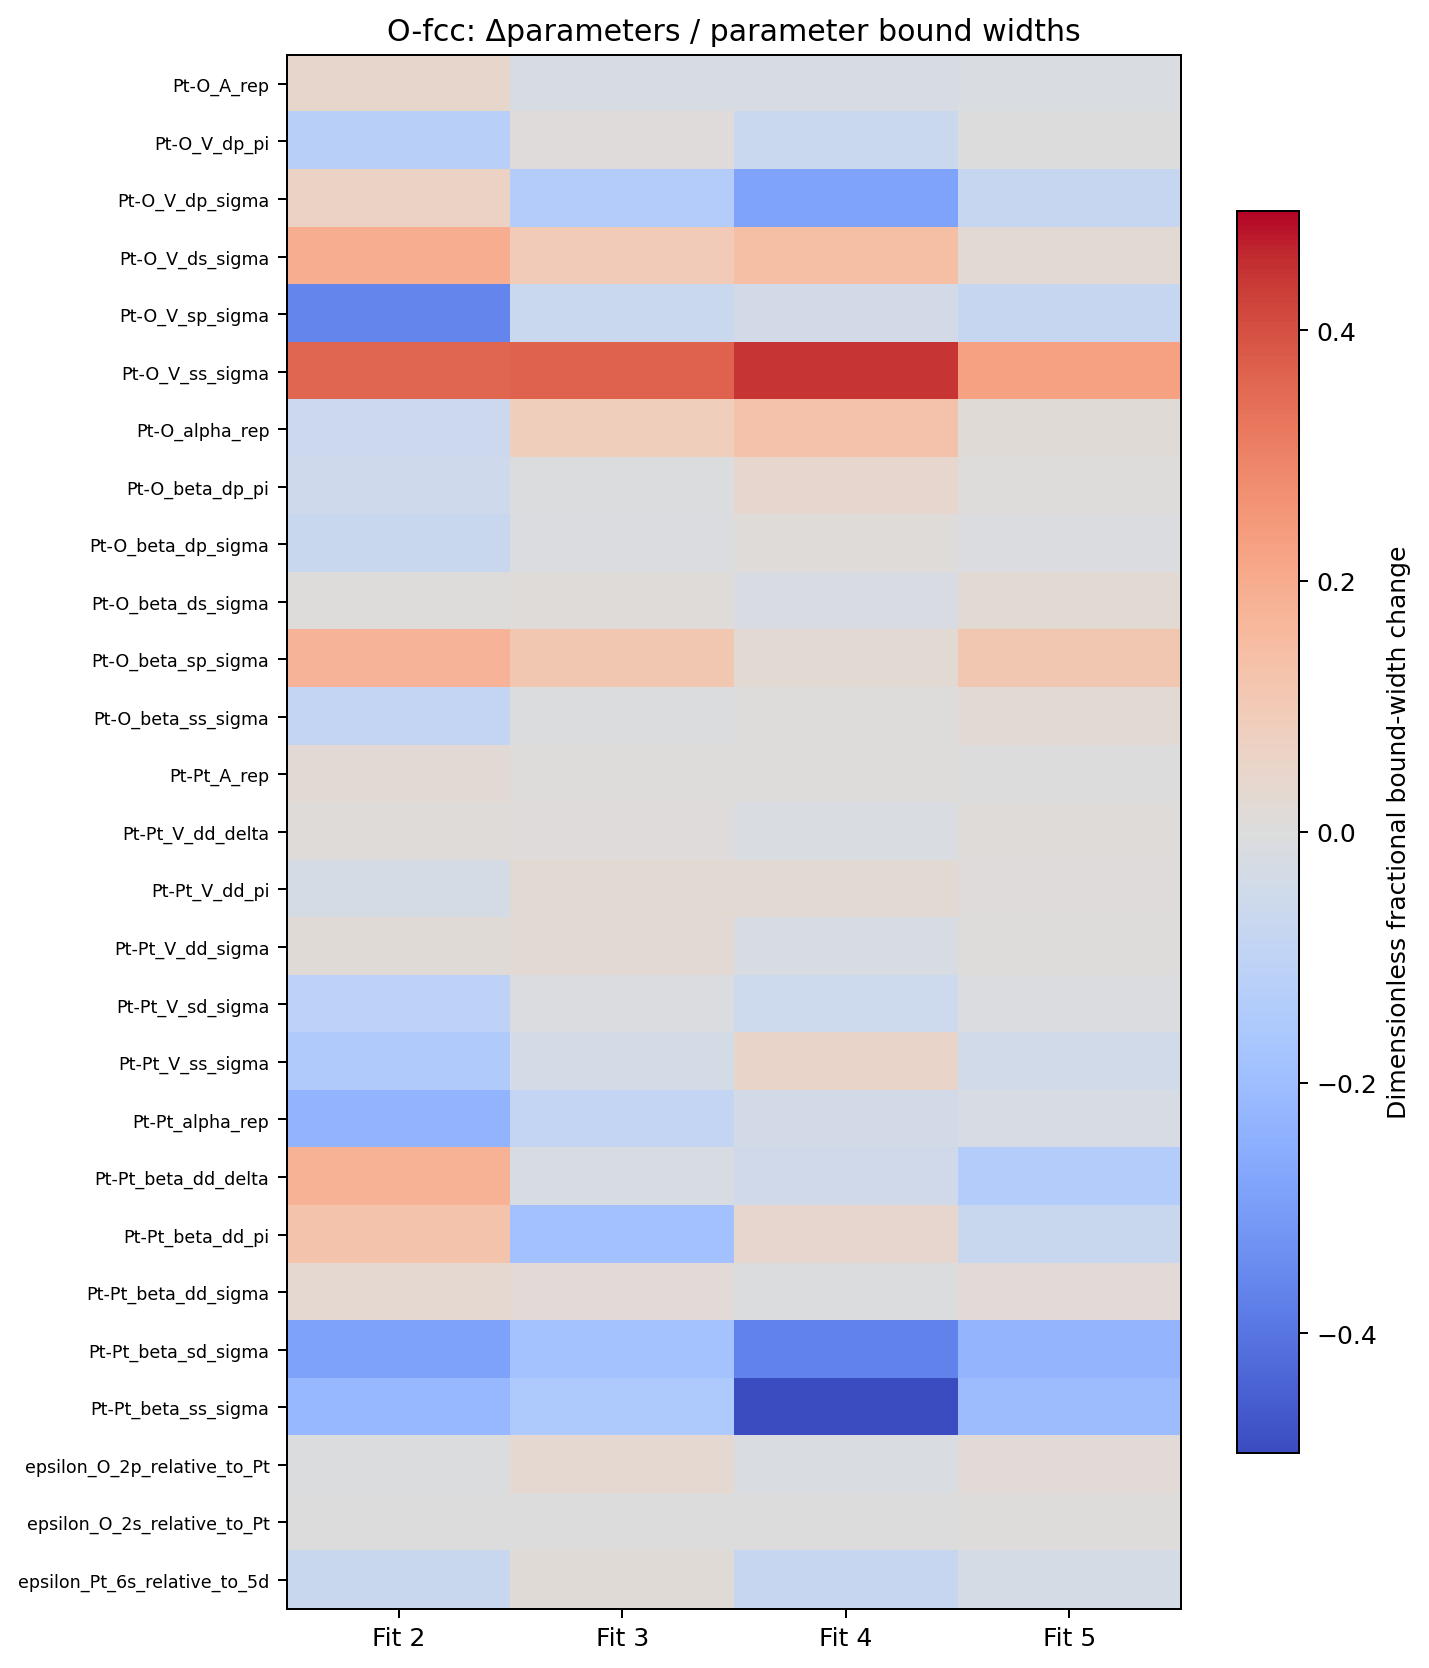 O-fcc: Δparameters / parameter bound widths
Pt-O_A_rep
Pt-O_V_dp_pi
Pt-O_V_dp_sigma
Pt-O_V_ds_sigma
Pt-O_V_sp_sigma
Pt-O_V_ss_sigma
Pt-O_alpha_rep
Pt-O_beta_dp_pi
Pt-O_beta_dp_sigma
Pt-O_beta_ds_sigma
Pt-O_beta_sp_sigma
Pt-O_beta_ss_sigma
Pt-Pt_A_rep
Pt-Pt_V_dd_delta
Pt-Pt_V_dd_pi
Pt-Pt_V_dd_sigma
Pt-Pt_V_sd_sigma
Pt-Pt_V_ss_sigma
Pt-Pt_alpha_rep
Pt-Pt_beta_dd_delta
Pt-Pt_beta_dd_pi
Pt-Pt_beta_dd_sigma
Pt-Pt_beta_sd_sigma
Pt-Pt_beta_ss_sigma
epsilon_O_2p_relative_to_Pt
epsilon_O_2s_relative_to_Pt
epsilon_Pt_6s_relative_to_5d
Fit 2
Fit 3
Fit 4
Fit 5
0.4
0.2
0.0
−0.2
−0.4
Dimensionless fractional bound-width change